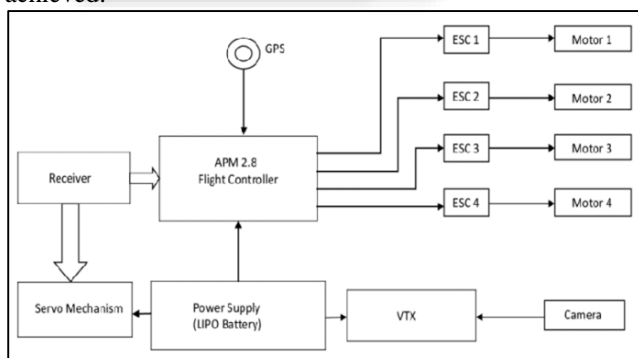 achieved.
GPS
ESC 1
Motor 1
ESC 2
Motor 2
APM 2.8
Flight Controller
ESC 3
Motor 3
Receiver
ESC 4
Motor 4
Servo Mechanism
Power Supply
(LIPO Battery)
VTX
Camera